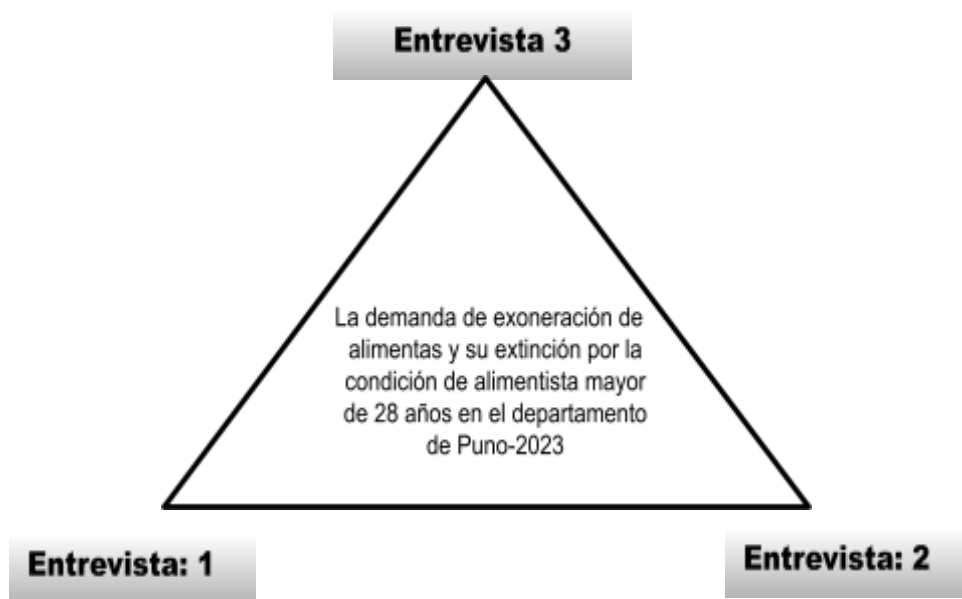 Entrevista 3
La demanda de exoneración de
alimentas y su extinción por la
condición de alimentista mayor
de 28 años en el departamento
de Puno-2023
Entrevista: 1
Entrevista: 2